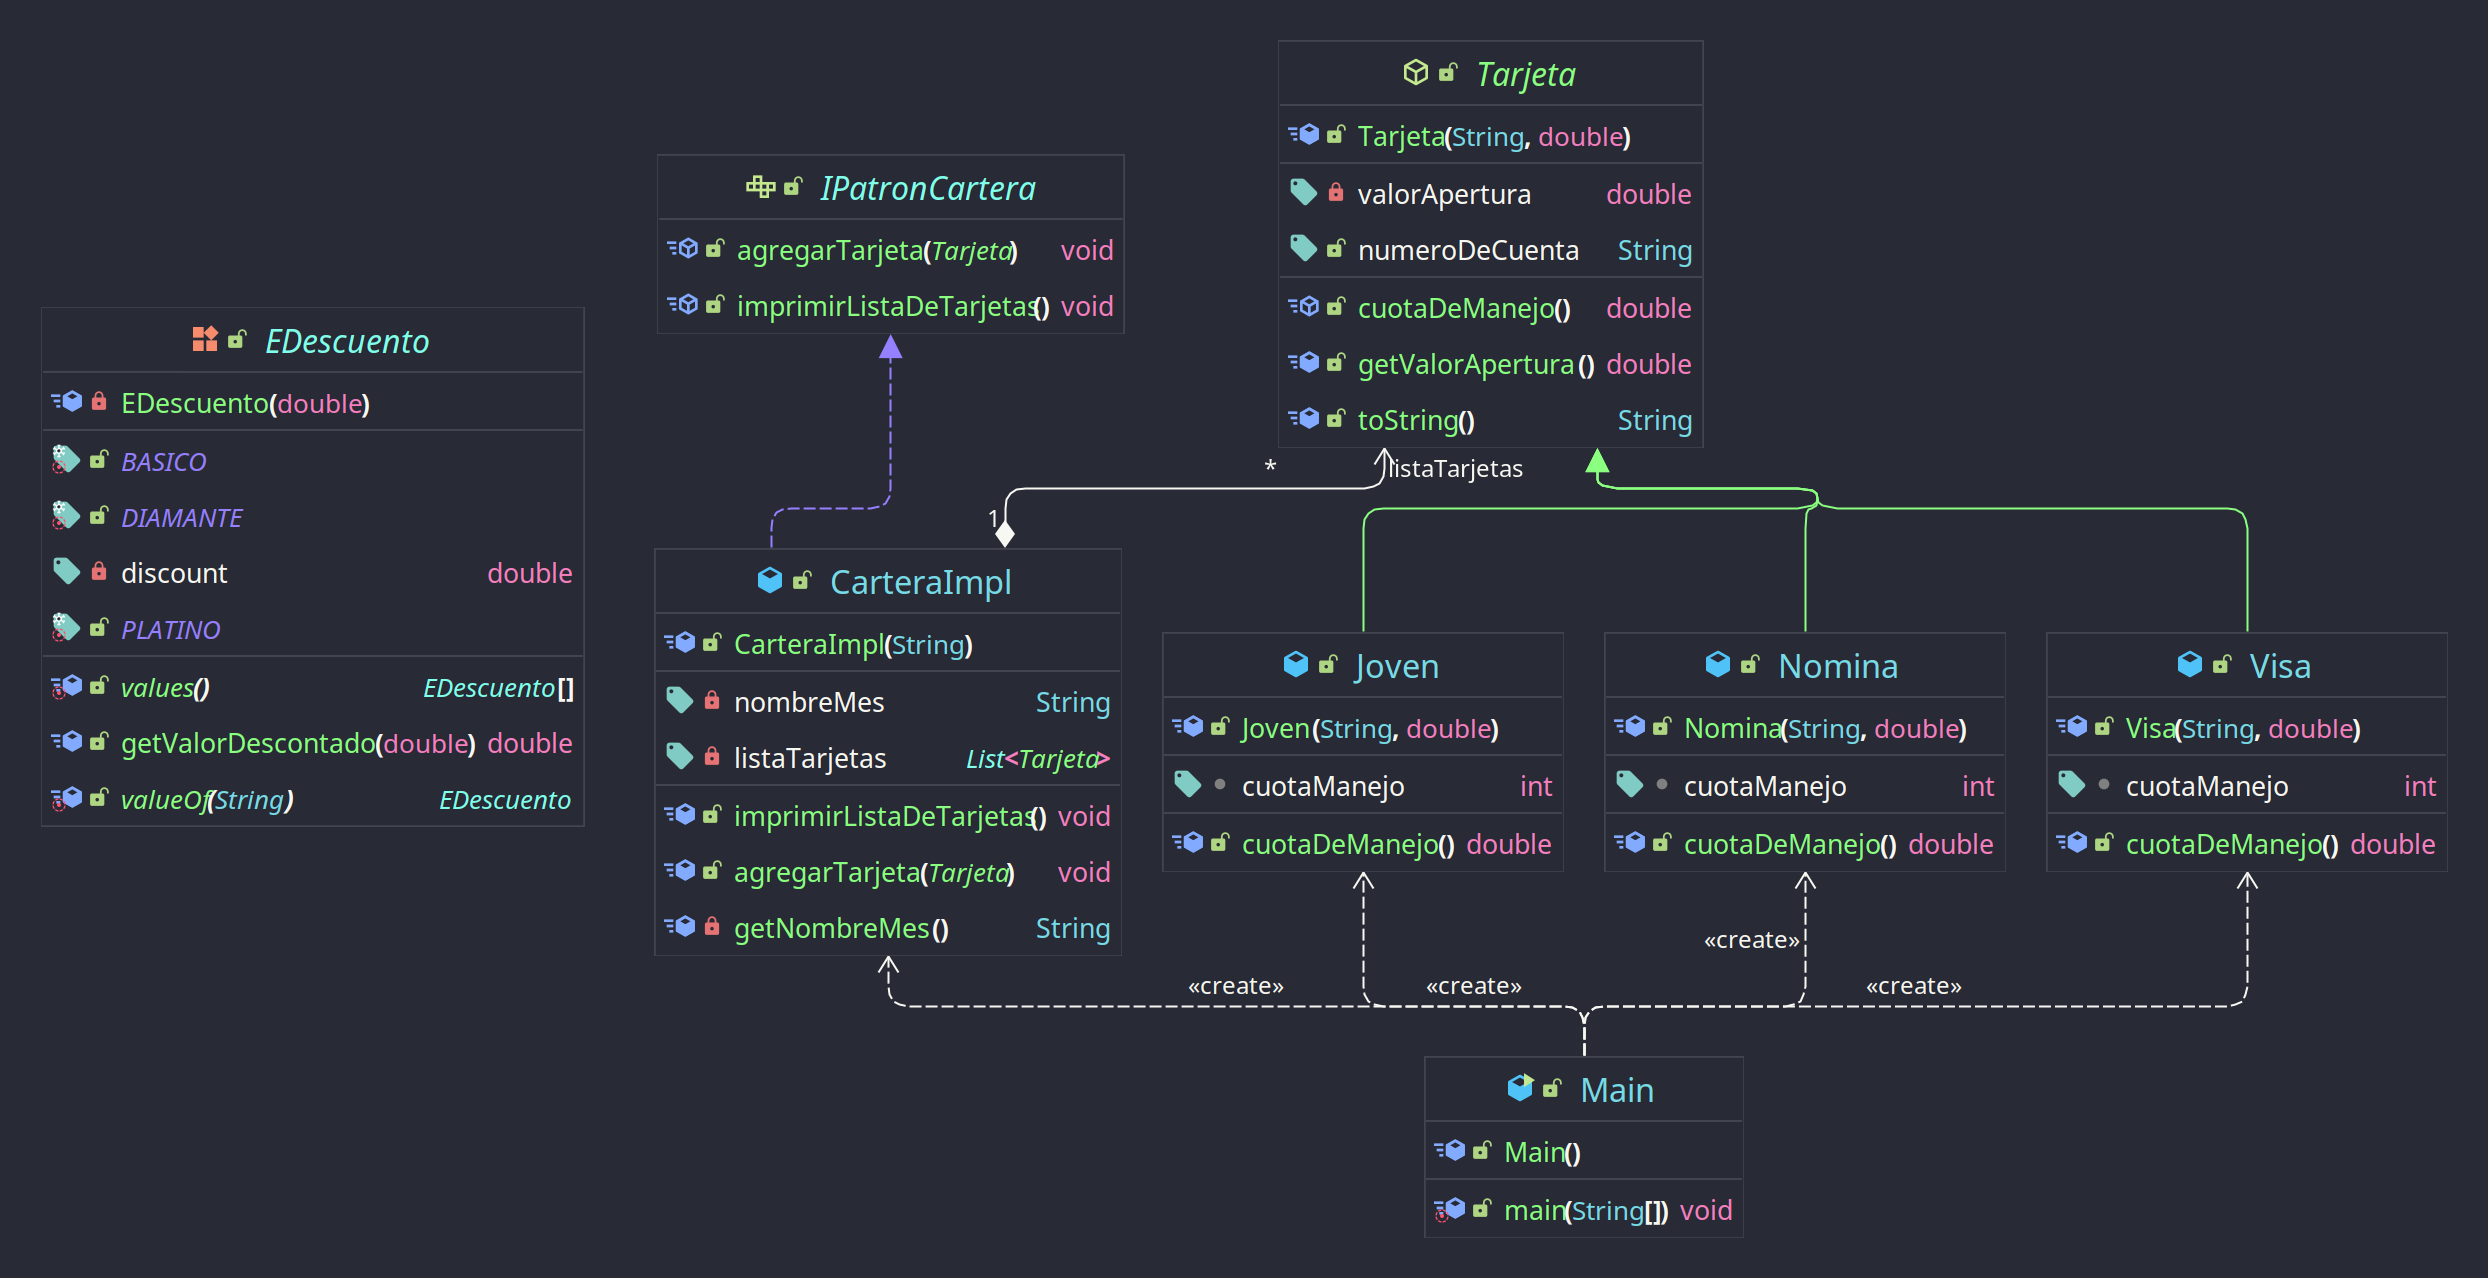 Tarjeta
Tarjeta(String, double)
valorApertura double
numeroDeCuenta String
cuotaDeManejo() double
getValorApertura() double
toString() String
IPatronCartera
agregarTarjeta(Tarjeta) void
imprimirListaDeTarjetas() void
EDescuento
EDescuento(double)
BASICO
DIAMANTE
discount double
PLATINO
values() EDescuento[]
getValorDescontado(double) double
valueOf(String) EDescuento
* listaTarjetas
1
CarteraImpl
CarteraImpl(String)
nombreMes String
listaTarjetas List<Tarjeta>
imprimirListaDeTarjetas() void
agregarTarjeta(Tarjeta) void
getNombreMes() String
Joven
Joven(String, double)
cuotaManejo int
cuotaDeManejo() double
Nomina
Nomina(String, double)
cuotaManejo int
cuotaDeManejo() double
Visa
Visa(String, double)
cuotaManejo int
cuotaDeManejo() double
«create»
«create»
«create»
«create»
Main
Main()
main(String[]) void